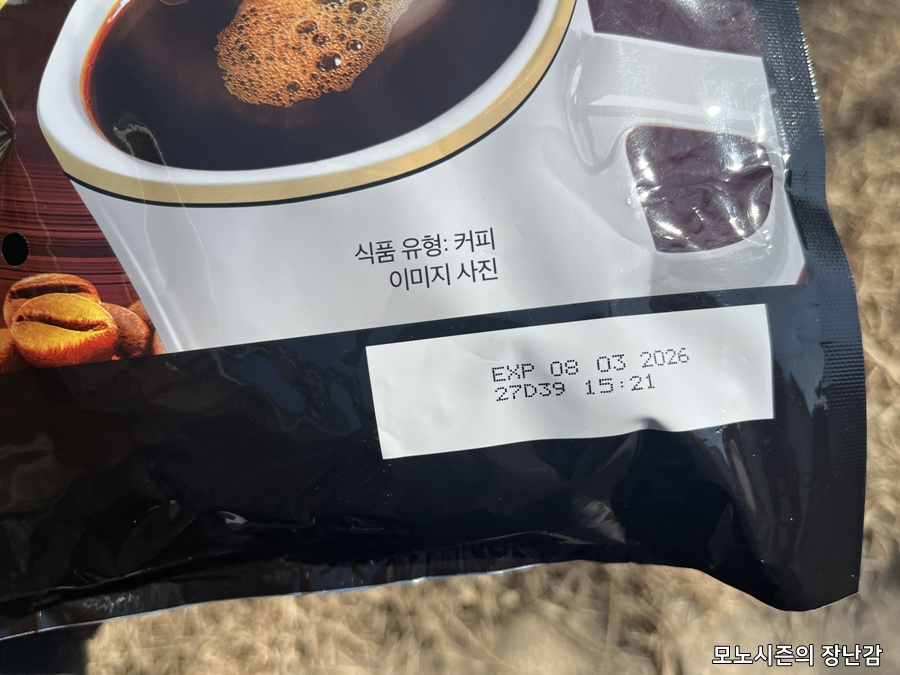 식품 유형: 커피
이미지 사진
EXP 08 03 2026
27D39 15:21
모노시즌의 장난감